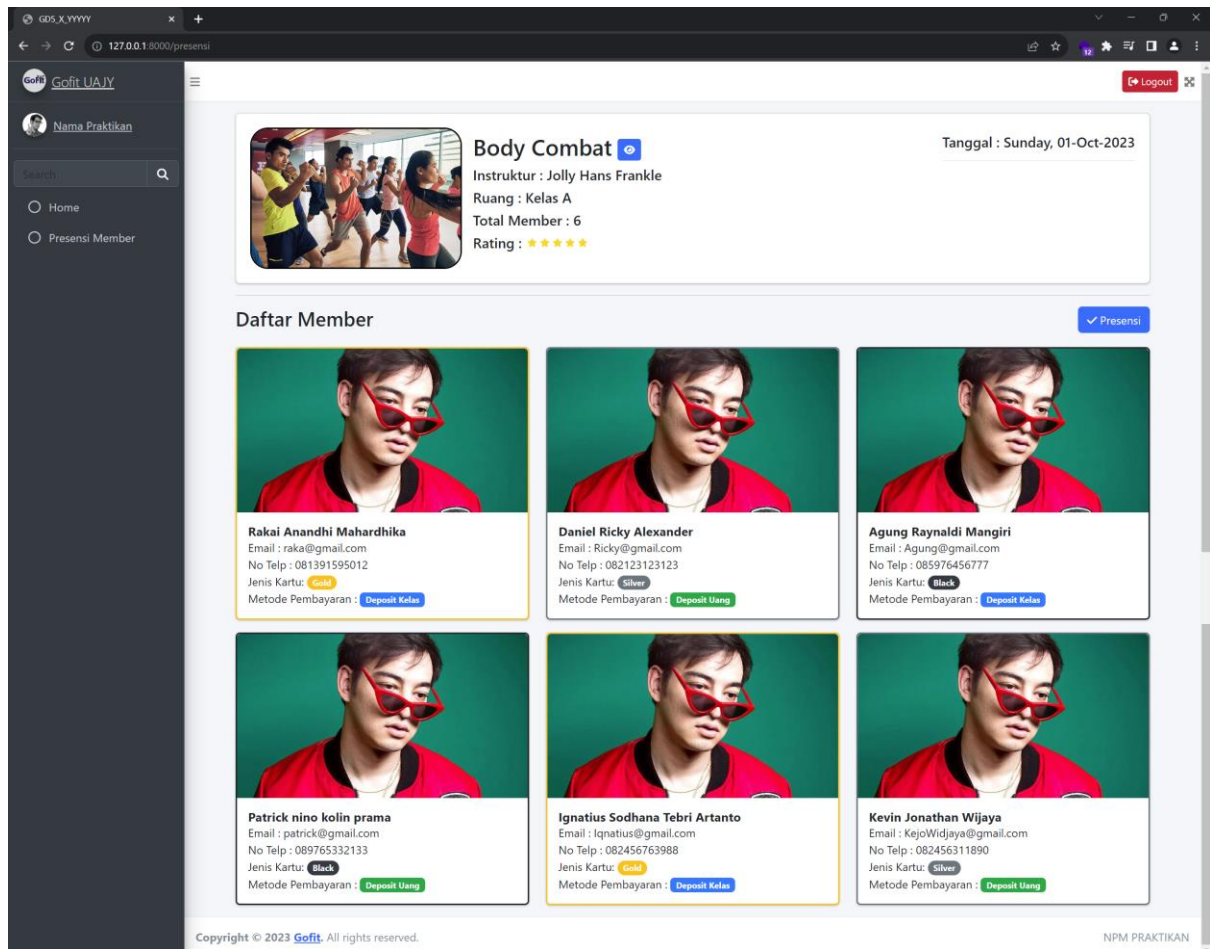 GD5_X_YYYYY
127.0.0.1:8000/presensi
12
Gofit
Gofit UAJY
Logout
Nama Praktikan
Search
Home
Presensi Member
Body Combat
Tanggal : Sunday, 01-Oct-2023
Instruktur : Jolly Hans Frankle
Ruang : Kelas A
Total Member : 6
Rating :
Daftar Member
Presensi
Rakai Anandhi Mahardhika
Email : raka@gmail.com
No Telp : 081391595012
Jenis Kartu: Gold
Metode Pembayaran : Deposit Kelas
Daniel Ricky Alexander
Email : Ricky@gmail.com
No Telp : 082123123123
Jenis Kartu: Silver
Metode Pembayaran : Deposit Uang
Agung Raynaldi Mangiri
Email : Agung@gmail.com
No Telp : 085976456777
Jenis Kartu: Black
Metode Pembayaran : Deposit Kelas
Patrick nino kolin prama
Email : patrick@gmail.com
No Telp : 089765332133
Jenis Kartu: Black
Metode Pembayaran : Deposit Uang
Ignatius Sodhana Tebri Artanto
Email : Iqnatius@gmail.com
No Telp : 082456763988
Jenis Kartu: Gold
Metode Pembayaran : Deposit Kelas
Kevin Jonathan Wijaya
Email : KejoWidjaya@gmail.com
No Telp : 082456311890
Jenis Kartu: Silver
Metode Pembayaran : Deposit Uang
Copyright © 2023 Gofit. All rights reserved.
NPM PRAKTIKAN